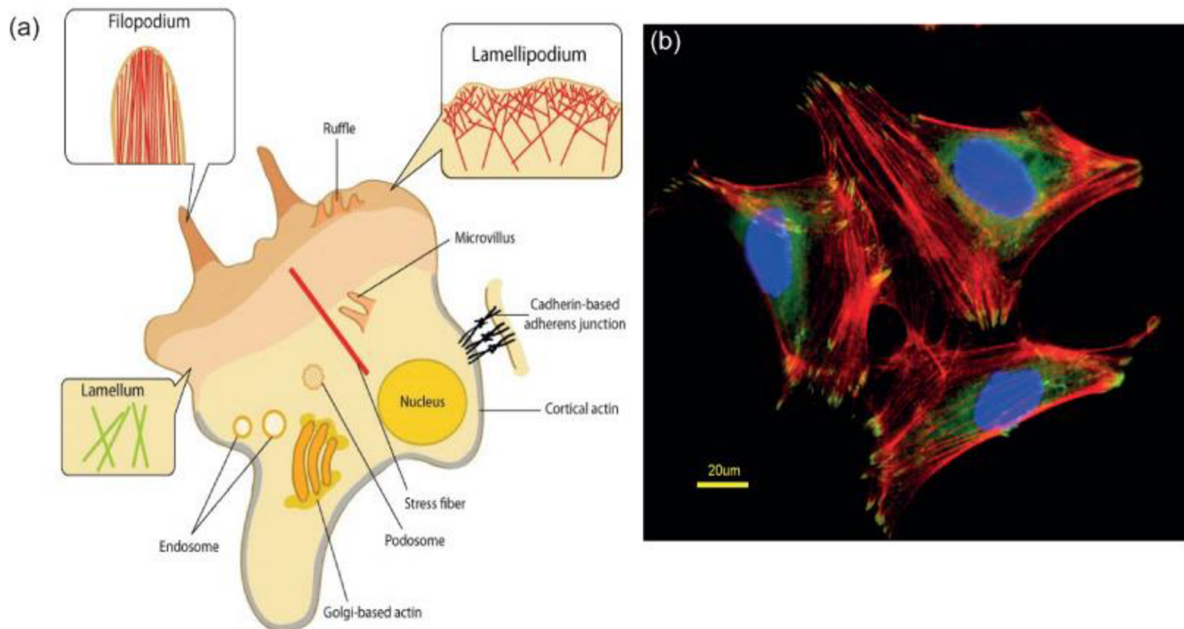 (a)
Filopodium
Lamellipodium
Ruffle
Microvillus
Cadherin-based
adherens junction
Lamellum
Nucleus
Cortical actin
Stress fiber
Endosome
Podosome
Golgi-based actin
(b)
20um